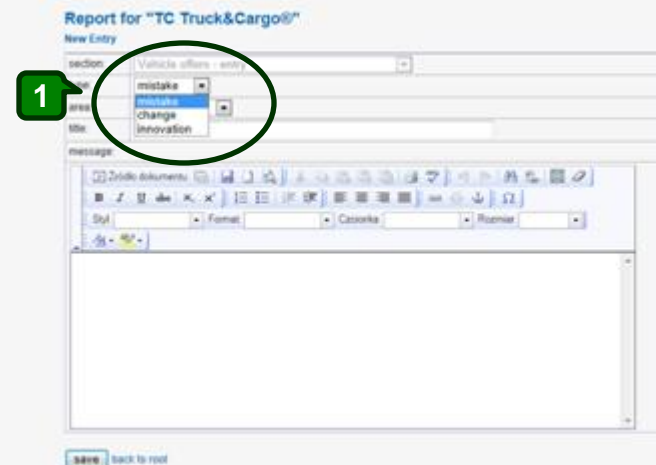 Report for "TC Truck&Cargo®"
New Entry
section: Vehicle offers - entry
mistake
1
mistake
area
change
innovation
title:
message:
Źródło dokumentu
B I U abc x, x'
Styl Format Czcionka Rozmiar
save back to root